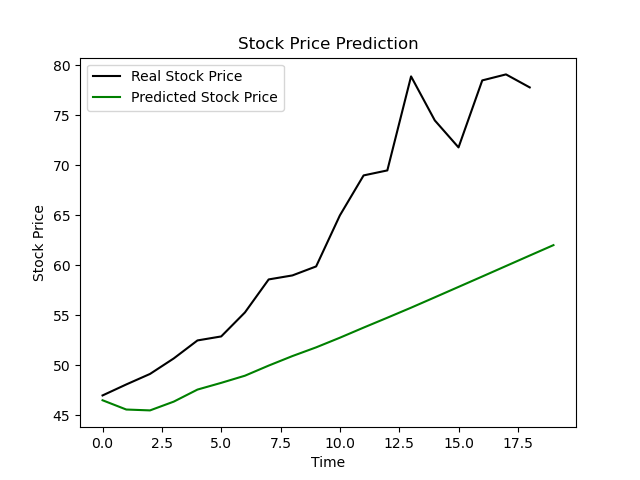 Stock Price Prediction
Real Stock Price
Predicted Stock Price
80
75
70
65
60
55
50
45
Stock Price
0.0 2.5 5.0 7.5 10.0 12.5 15.0 17.5
Time